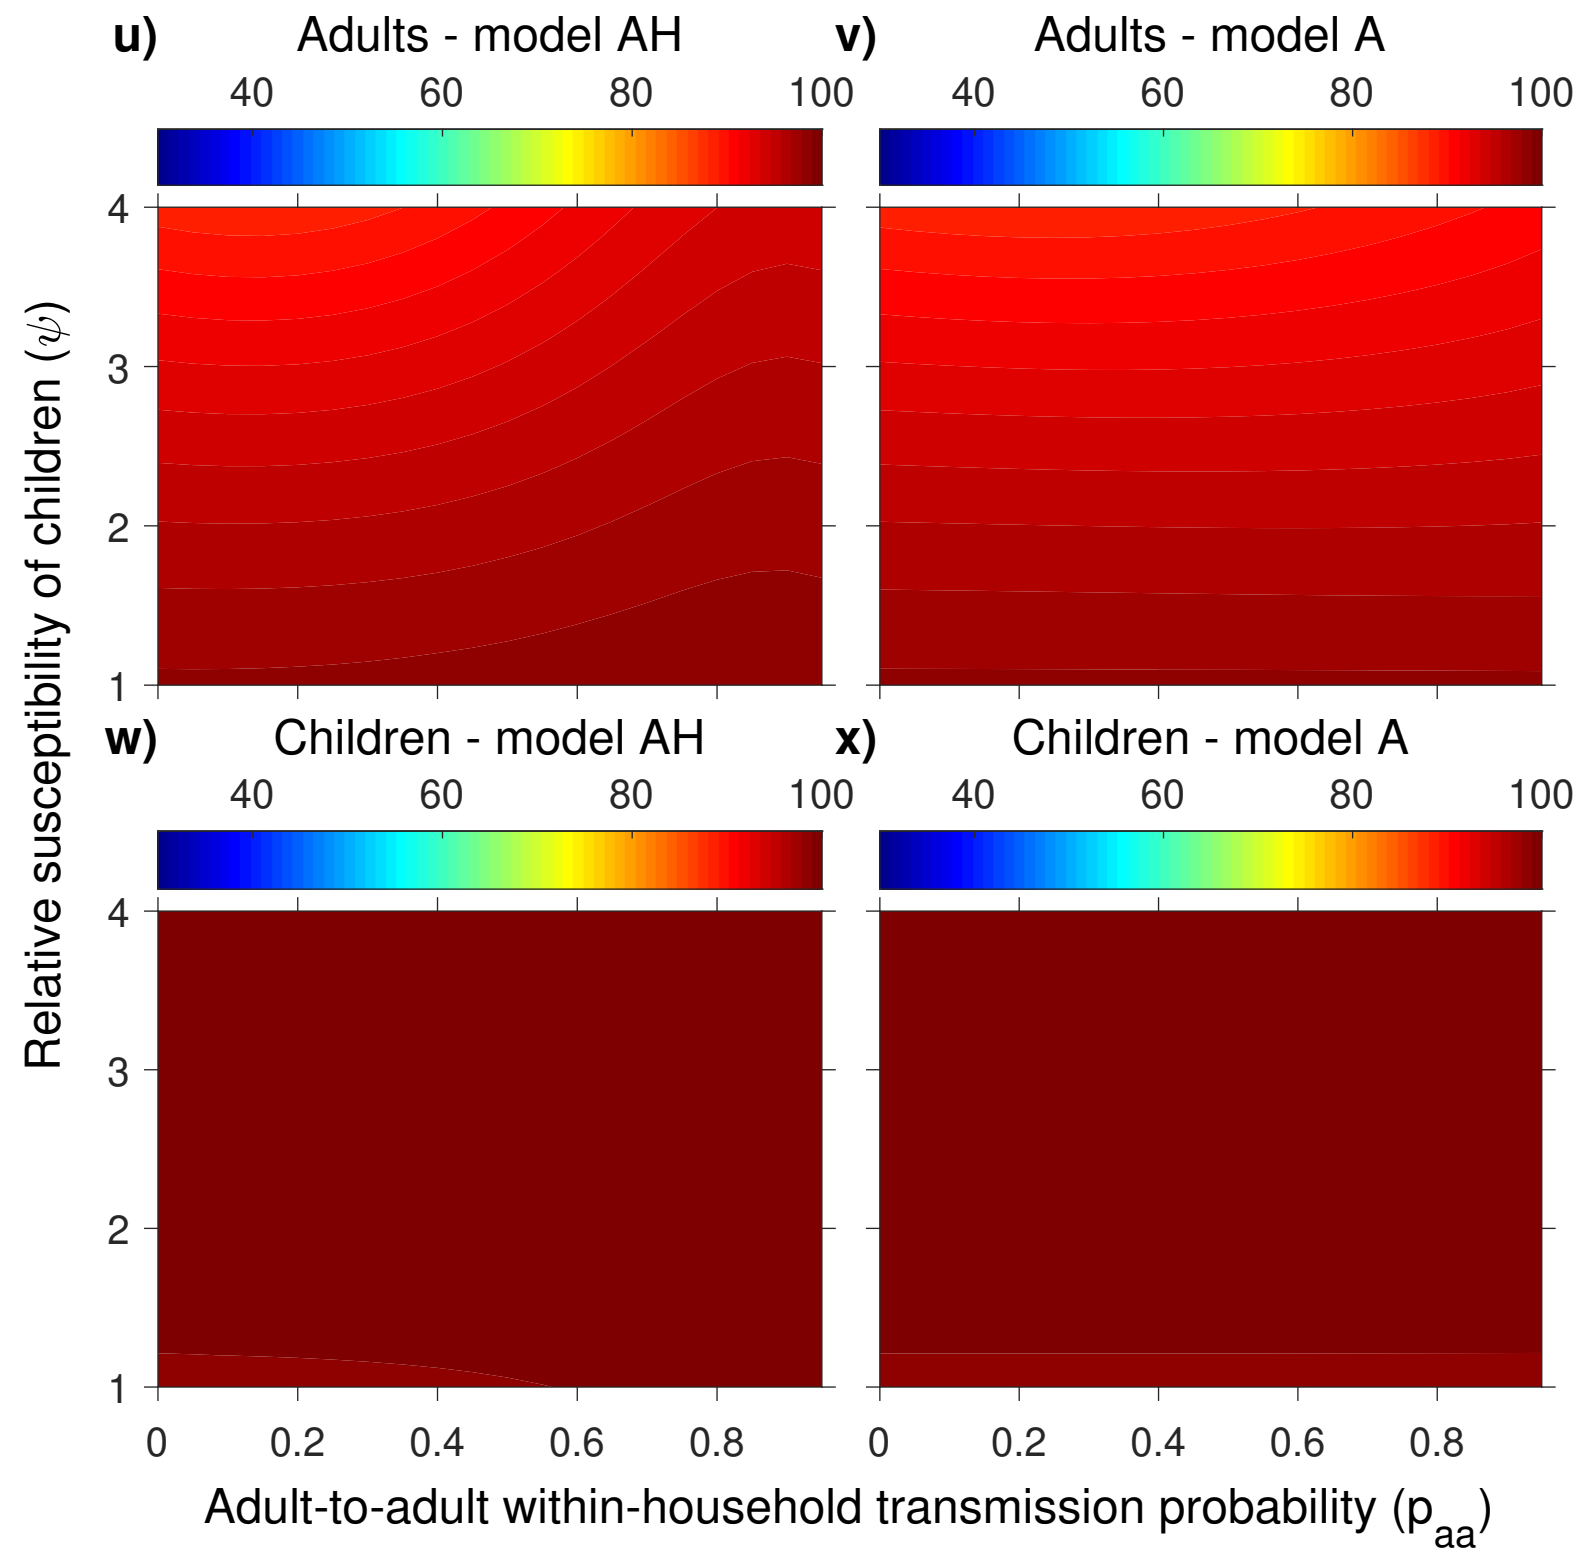 u) Adults - model AH
v) Adults - model A
40 60 80 100
40 60 80 100
4
3
2
1
Relative susceptibility of children (ψ)
w) Children - model AH
x) Children - model A
40 60 80 100
40 60 80 100
4
3
2
1
0 0.2 0.4 0.6 0.8
0 0.2 0.4 0.6 0.8
Adult-to-adult within-household transmission probability (p_aa)